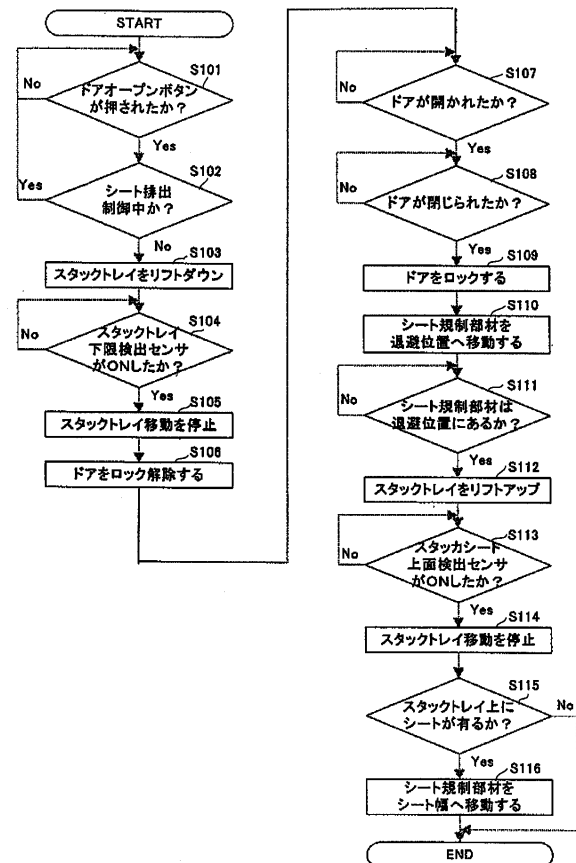 START
S101
ドアオープンボタン
が押されたか？
No
Yes
S102
シート排出
制御中か？
Yes
No
S103
スタックトレイをリフトダウン
S104
スタックトレイ
下限検出センサ
がONしたか？
No
Yes
S105
スタックトレイ移動を停止
S106
ドアをロック解除する
S107
ドアが開かれたか？
No
Yes
S108
ドアが閉じられたか？
No
Yes
S109
ドアをロックする
S110
シート規制部材を
退避位置へ移動する
S111
シート規制部材は
退避位置にあるか？
No
Yes
S112
スタックトレイをリフトアップ
S113
スタッカシート
上面検出センサ
がONしたか？
No
Yes
S114
スタックトレイ移動を停止
S115
スタックトレイ上に
シートが有るか？
No
Yes
S116
シート規制部材を
シート幅へ移動する
END